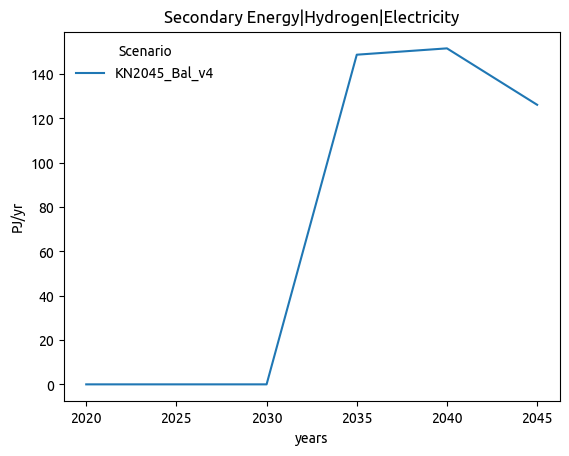 Secondary Energy|Hydrogen|Electricity
Scenario
KN2045_Bal_v4
PJ/yr
140
120
100
80
60
40
20
0
2020 2025 2030 2035 2040 2045
years